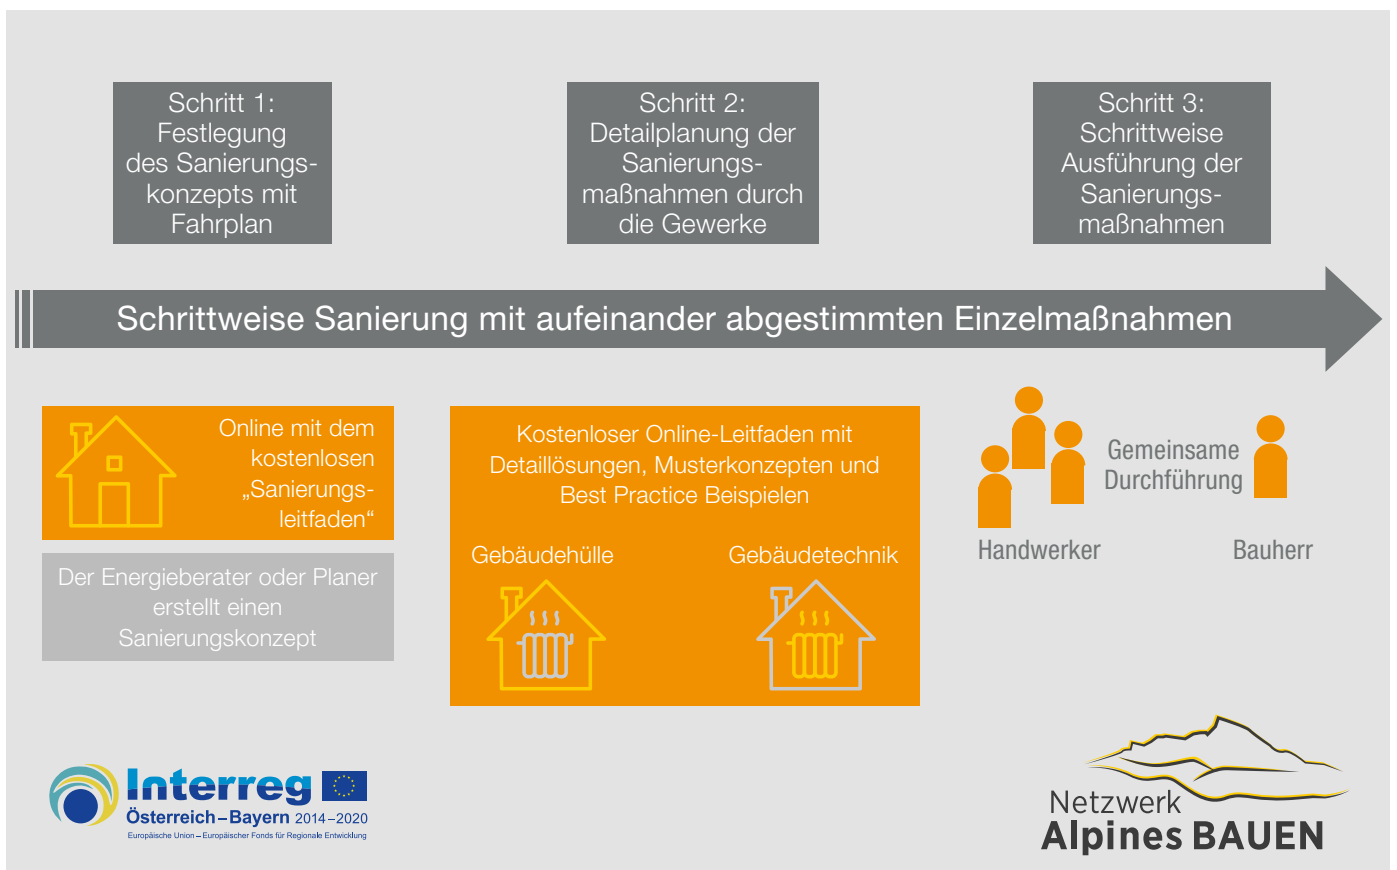 Schritt 1:
Festlegung
des Sanierungs-
konzepts mit
Fahrplan
Schritt 2:
Detailplanung der
Sanierungs-
maßnahmen durch
die Gewerke
Schritt 3:
Schrittweise
Ausführung der
Sanierungs-
maßnahmen
Schrittweise Sanierung mit aufeinander abgestimmten Einzelmaßnahmen
Online mit dem
kostenlosen
„Sanierungs-
leitfaden“
Der Energieberater oder Planer
erstellt einen
Sanierungskonzept
Kostenloser Online-Leitfaden mit
Detaillösungen, Musterkonzepten und
Best Practice Beispielen
Gebäudehülle
Gebäudetechnik
Gemeinsame
Durchführung
Handwerker
Bauherr
Interreg
Österreich – Bayern 2014 – 2020
Europäische Union – Europäischer Fonds für Regionale Entwicklung
Netzwerk
Alpines BAUEN